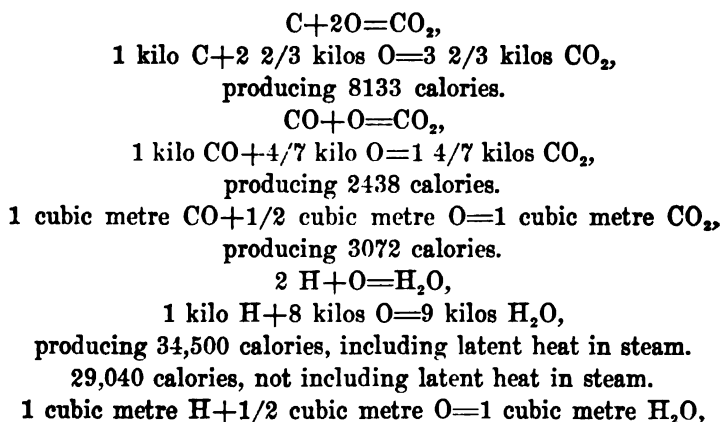 C+2O=CO₂,
1 kilo C+2 2/3 kilos O=3 2/3 kilos CO₂,
producing 8133 calories.
CO+O=CO₂,
1 kilo CO+4/7 kilo O=1 4/7 kilos CO₂,
producing 2438 calories.
1 cubic metre CO+1/2 cubic metre O=1 cubic metre CO₂,
producing 3072 calories.
2 H+O=H₂O,
1 kilo H+8 kilos O=9 kilos H₂O,
producing 34,500 calories, including latent heat in steam.
29,040 calories, not including latent heat in steam.
1 cubic metre H+1/2 cubic metre O=1 cubic metre H₂O,